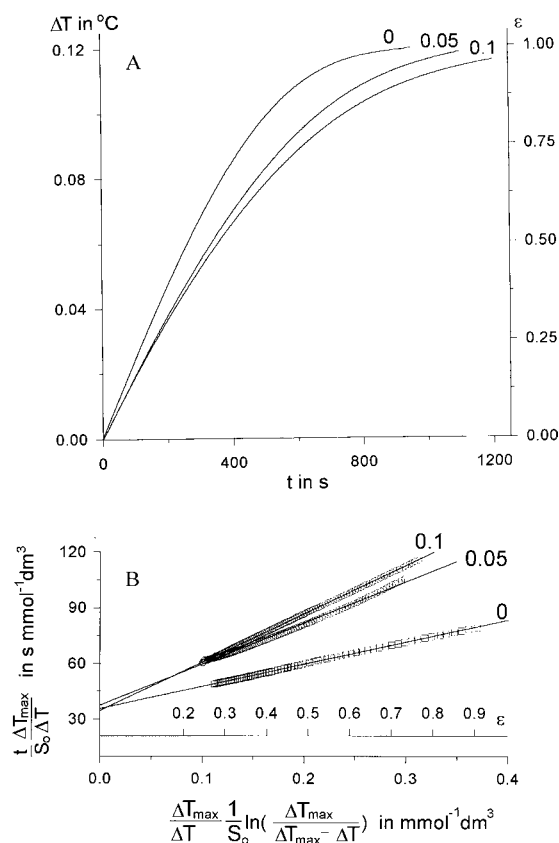 ΔT in °C
ε
A
0
0.05
0.1
0.12
0.08
0.04
0.00
1.00
0.75
0.50
0.25
0.00
0
400
800
1200
t in s
B
0.1
0.05
0
120
90
60
30
0.2 0.3 0.4 0.5 0.6 0.7 0.8 0.9 ε
0.0 0.1 0.2 0.3 0.4
t ΔTmax / S₀ ΔT in s mmol⁻¹dm³
ΔTmax / ΔT 1 / S₀ ln( ΔTmax / ΔTmax − ΔT ) in mmol⁻¹dm³